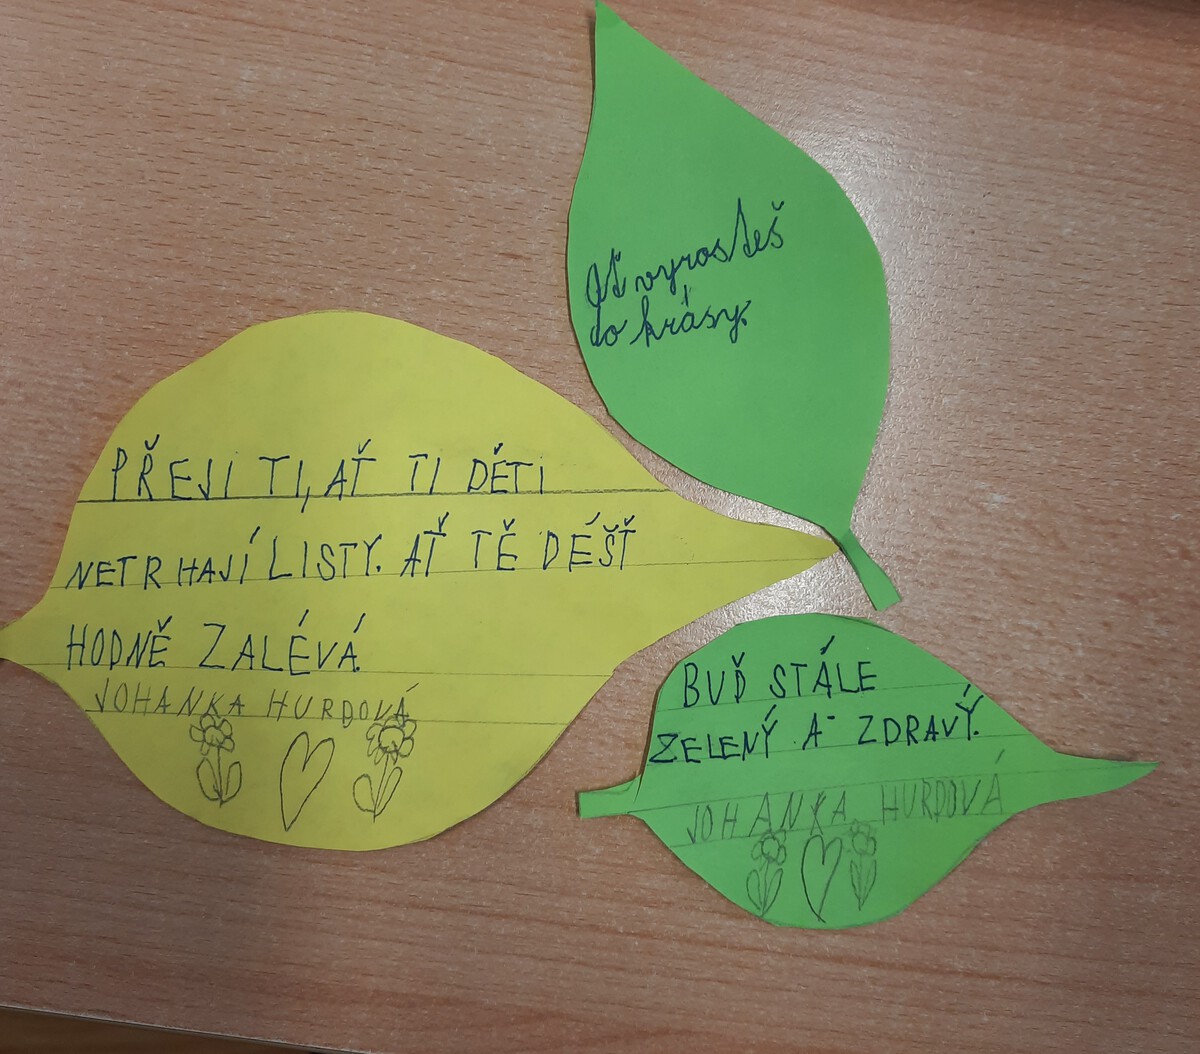 Ať vyrosteš
do krásy.
PŘEJI TI, AŤ TI DĚTI
NETRHAJÍ LISTY. AŤ TĚ DÉŠŤ
HODNĚ ZALÉVÁ.
JOHANKA HURDOVÁ
BUĎ STÁLE
ZELENÝ A ZDRAVÝ.
JOHANKA HURDOVÁ